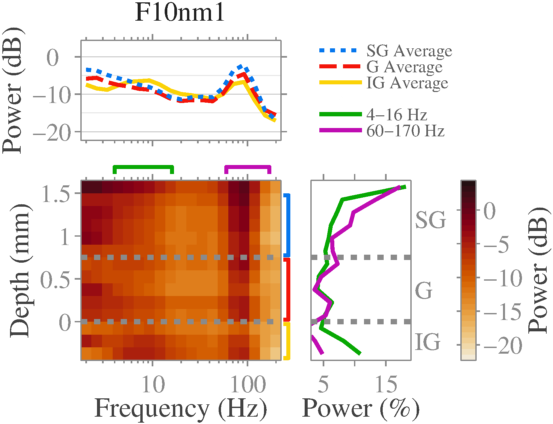 F10nm1
Power (dB)
0
−10
−20
SG Average
G Average
IG Average
4−16 Hz
60−170 Hz
Depth (mm)
1.5
1
0.5
0
10
100
Frequency (Hz)
SG
G
IG
5
15
Power (%)
0
−5
−10
−15
−20
Power (dB)